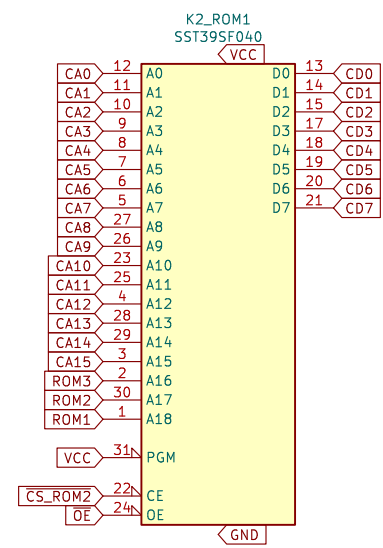 K2_ROM1
SST39SF040
VCC
CA0 12 A0 D0 13 CD0
CA1 11 A1 D1 14 CD1
CA2 10 A2 D2 15 CD2
CA3 9 A3 D3 17 CD3
CA4 8 A4 D4 18 CD4
CA5 7 A5 D5 19 CD5
CA6 6 A6 D6 20 CD6
CA7 5 A7 D7 21 CD7
CA8 27 A8
CA9 26 A9
CA10 23 A10
CA11 25 A11
CA12 4 A12
CA13 28 A13
CA14 29 A14
CA15 3 A15
ROM3 2 A16
ROM2 30 A17
ROM1 1 A18
VCC 31 PGM
CS_ROM2 22 CE
OE 24 OE
GND